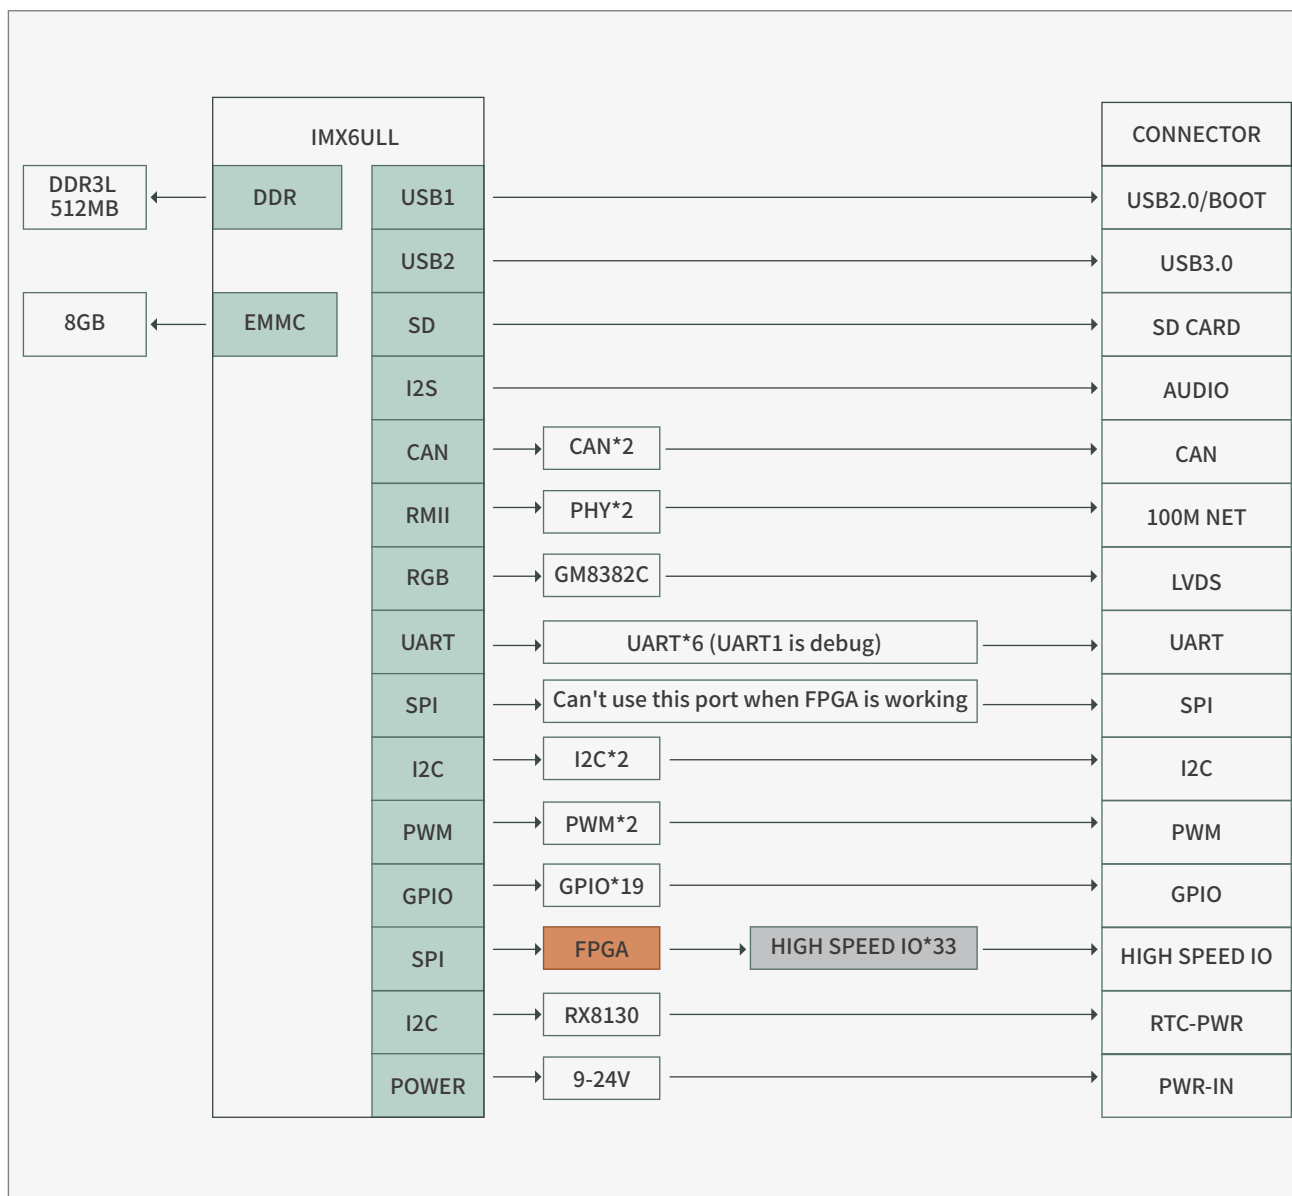 IMX6ULL
CONNECTOR
DDR3L
512MB
DDR
USB1
USB2.0/BOOT
USB2
USB3.0
8GB
EMMC
SD
SD CARD
I2S
AUDIO
CAN
CAN*2
CAN
RMII
PHY*2
100M NET
RGB
GM8382C
LVDS
UART
UART*6 (UART1 is debug)
UART
SPI
Can't use this port when FPGA is working
SPI
I2C
I2C*2
I2C
PWM
PWM*2
PWM
GPIO
GPIO*19
GPIO
SPI
FPGA
HIGH SPEED IO*33
HIGH SPEED IO
I2C
RX8130
RTC-PWR
POWER
9-24V
PWR-IN